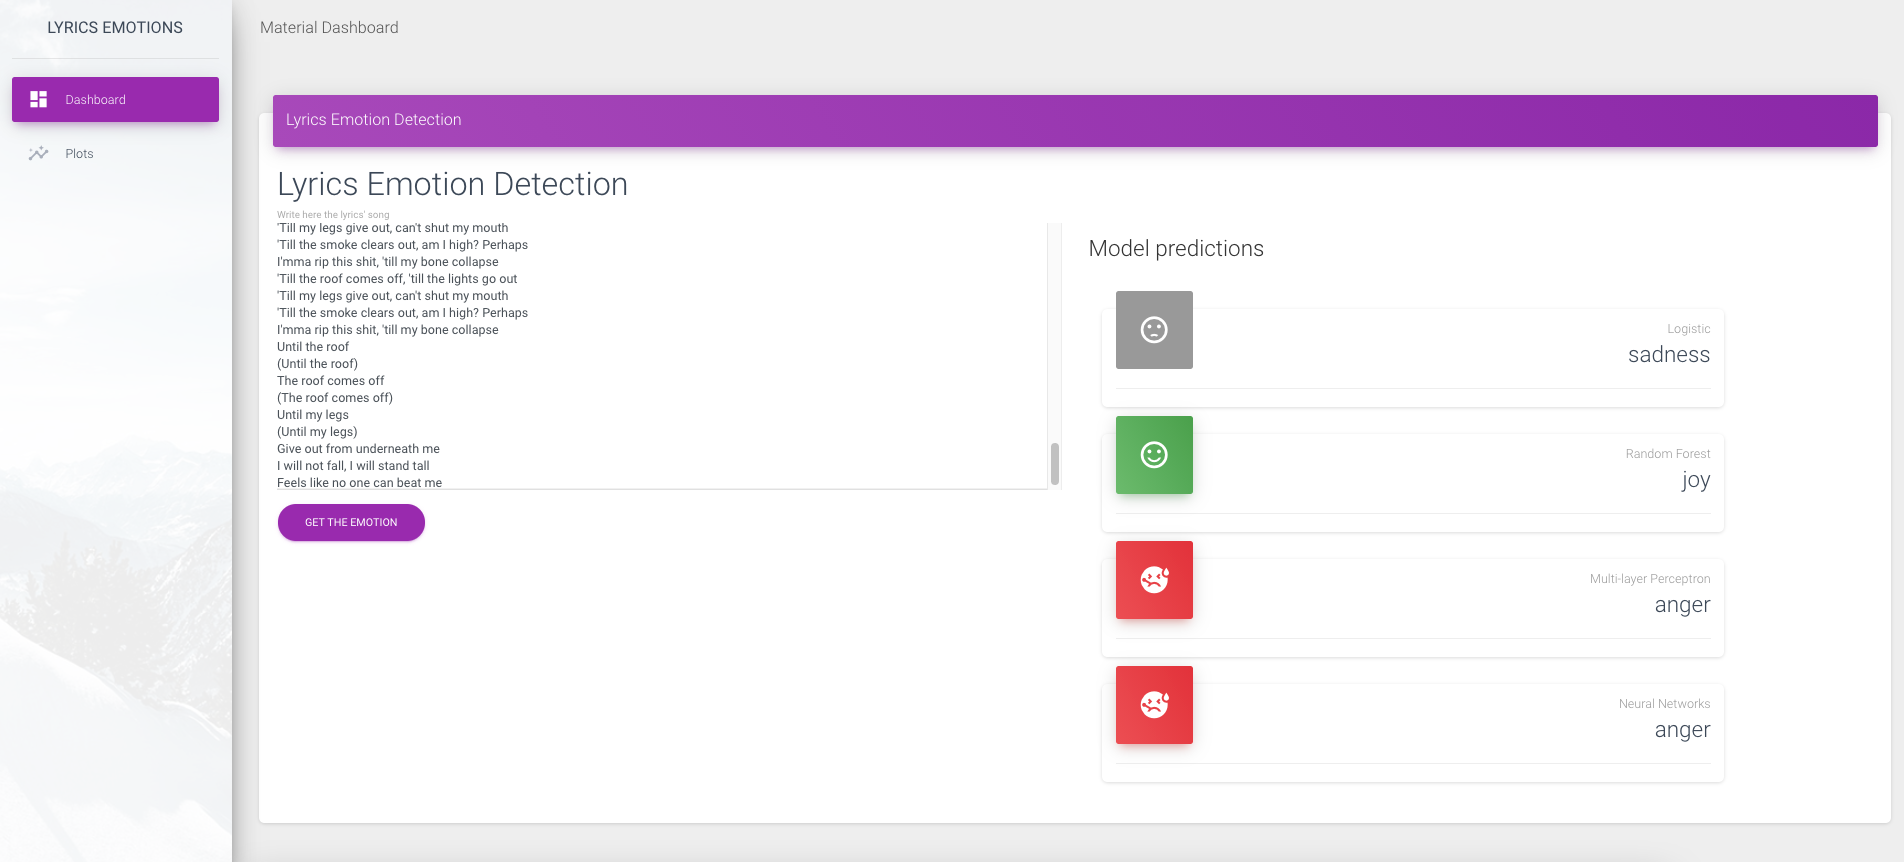 LYRICS EMOTIONS
Dashboard
Plots
Material Dashboard
Lyrics Emotion Detection
Lyrics Emotion Detection
Write here the lyrics' song
'Till my legs give out, can't shut my mouth
'Till the smoke clears out, am I high? Perhaps
I'mma rip this shit, 'till my bone collapse
'Till the roof comes off, 'till the lights go out
'Till my legs give out, can't shut my mouth
'Till the smoke clears out, am I high? Perhaps
I'mma rip this shit, 'till my bone collapse
Until the roof
(Until the roof)
The roof comes off
(The roof comes off)
Until my legs
(Until my legs)
Give out from underneath me
I will not fall, I will stand tall
Feels like no one can beat me
GET THE EMOTION
Model predictions
Logistic
sadness
Random Forest
joy
Multi-layer Perceptron
anger
Neural Networks
anger